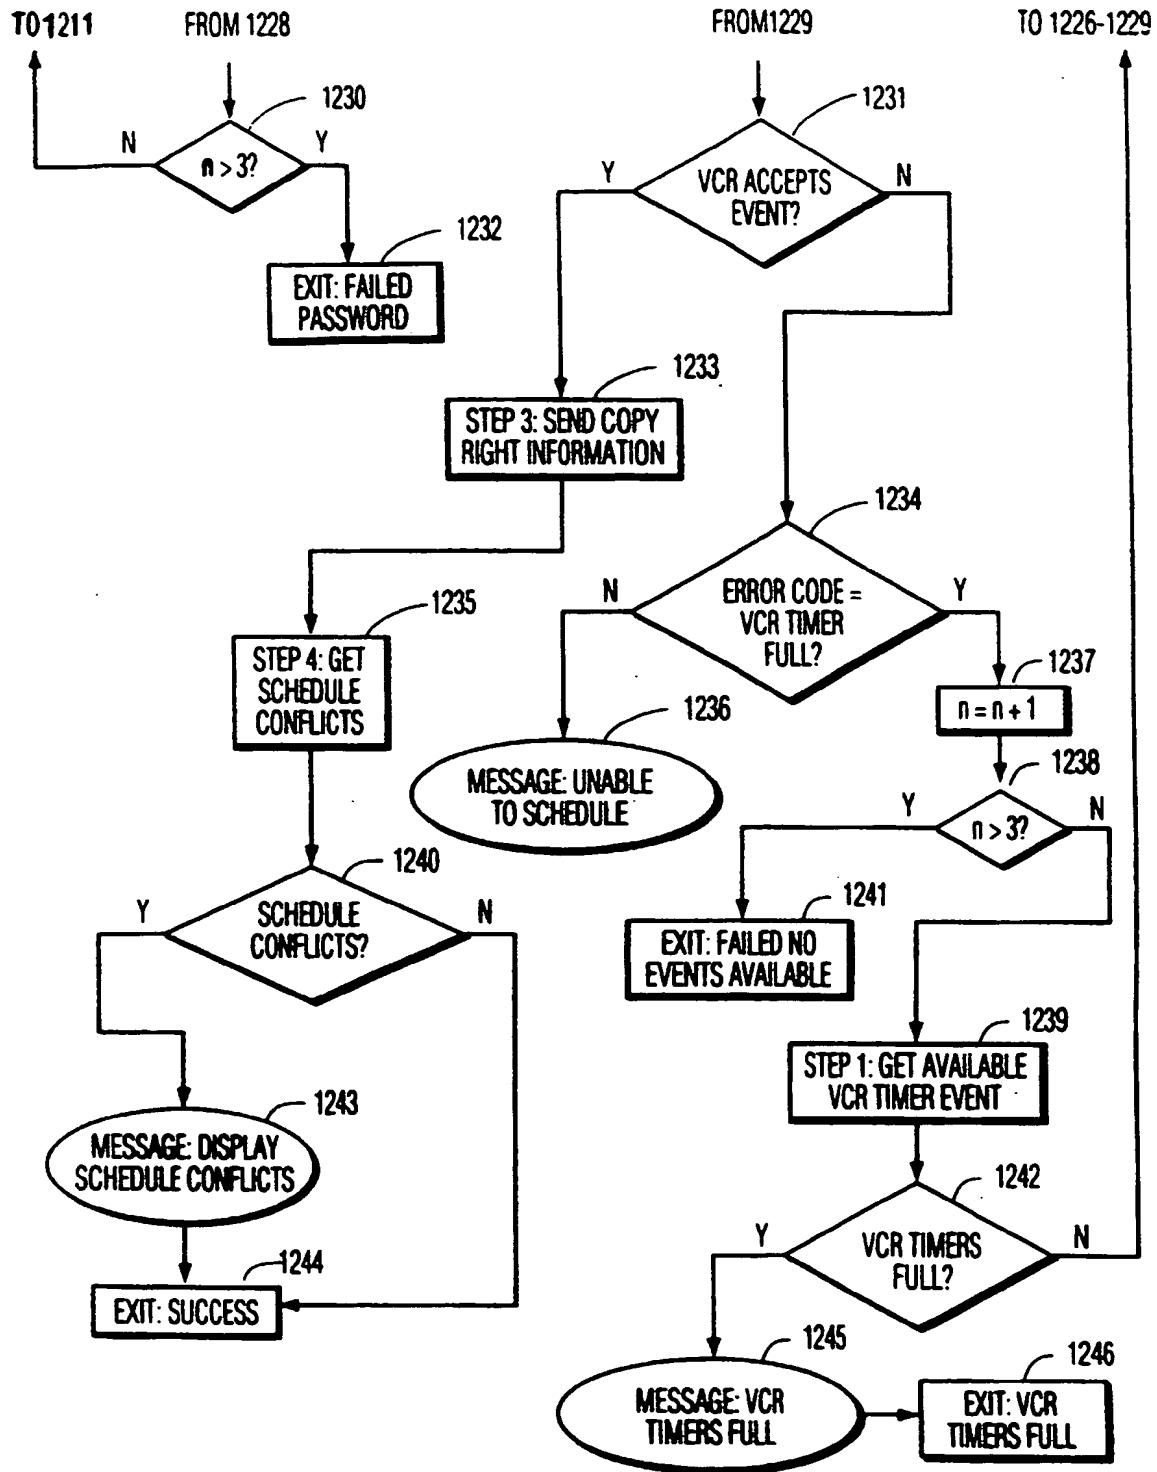 TO 1211
FROM 1228
FROM1229
TO 1226-1229
1230
N
Y
n > 3?
1231
Y
N
VCR ACCEPTS
EVENT?
1232
EXIT: FAILED
PASSWORD
1233
STEP 3: SEND COPY
RIGHT INFORMATION
1234
N
Y
ERROR CODE =
VCR TIMER
FULL?
1235
STEP 4: GET
SCHEDULE
CONFLICTS
1236
MESSAGE: UNABLE
TO SCHEDULE
1237
n = n + 1
1238
Y
N
n > 3?
1240
Y
N
SCHEDULE
CONFLICTS?
1241
EXIT: FAILED NO
EVENTS AVAILABLE
1239
STEP 1: GET AVAILABLE
VCR TIMER EVENT
1243
MESSAGE: DISPLAY
SCHEDULE CONFLICTS
1242
Y
N
VCR TIMERS
FULL?
1244
EXIT: SUCCESS
1245
MESSAGE: VCR
TIMERS FULL
1246
EXIT: VCR
TIMERS FULL